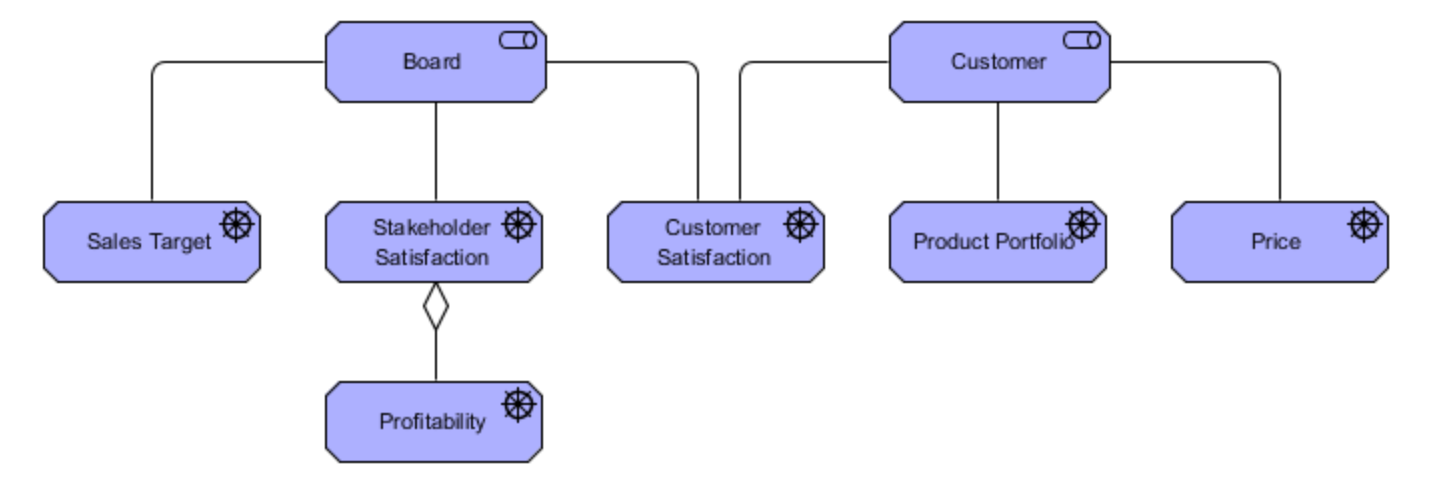 Board
Customer
Sales Target
Stakeholder
Satisfaction
Customer
Satisfaction
Product Portfolio
Price
Profitability